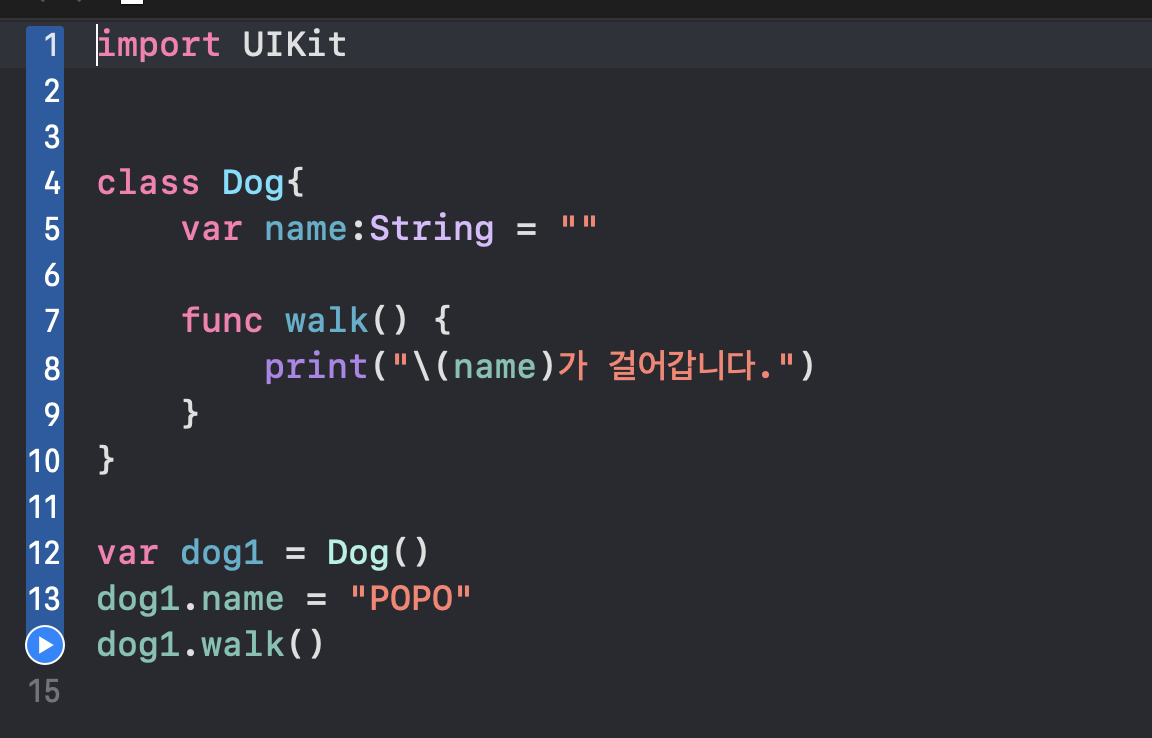 1 import UIKit
2
3
4 class Dog{
5     var name:String = ""
6
7     func walk() {
8         print("\(name)가 걸어갑니다.")
9     }
10 }
11
12 var dog1 = Dog()
13 dog1.name = "POPO"
dog1.walk()
15